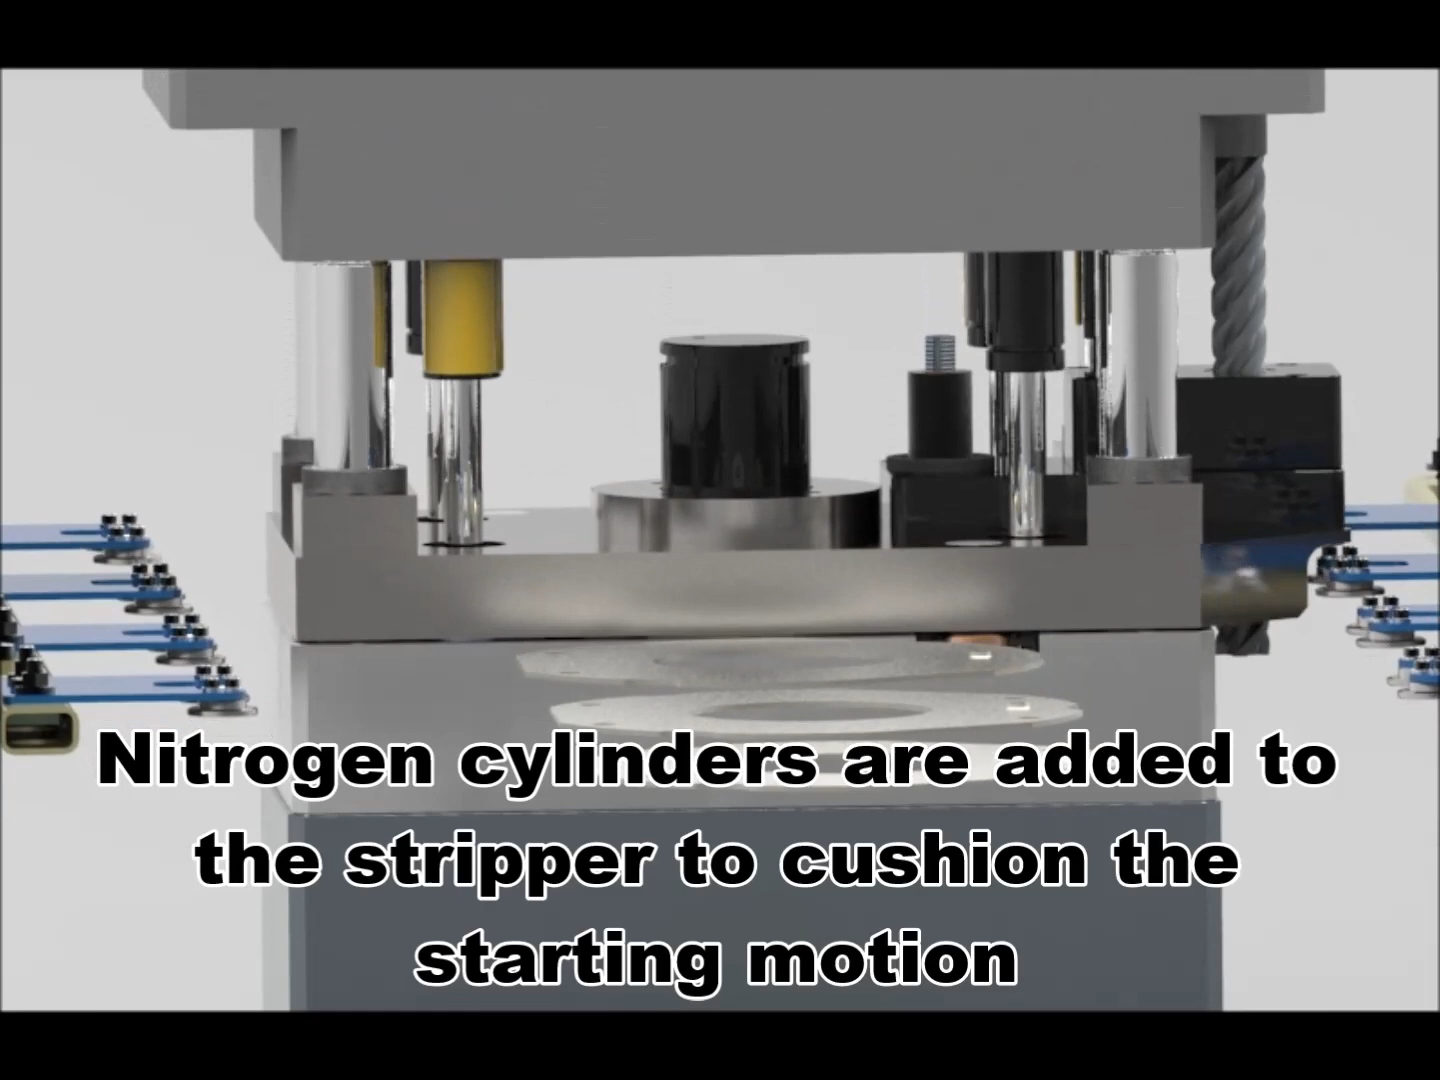 Nitrogen cylinders are added to
the stripper to cushion the
starting motion